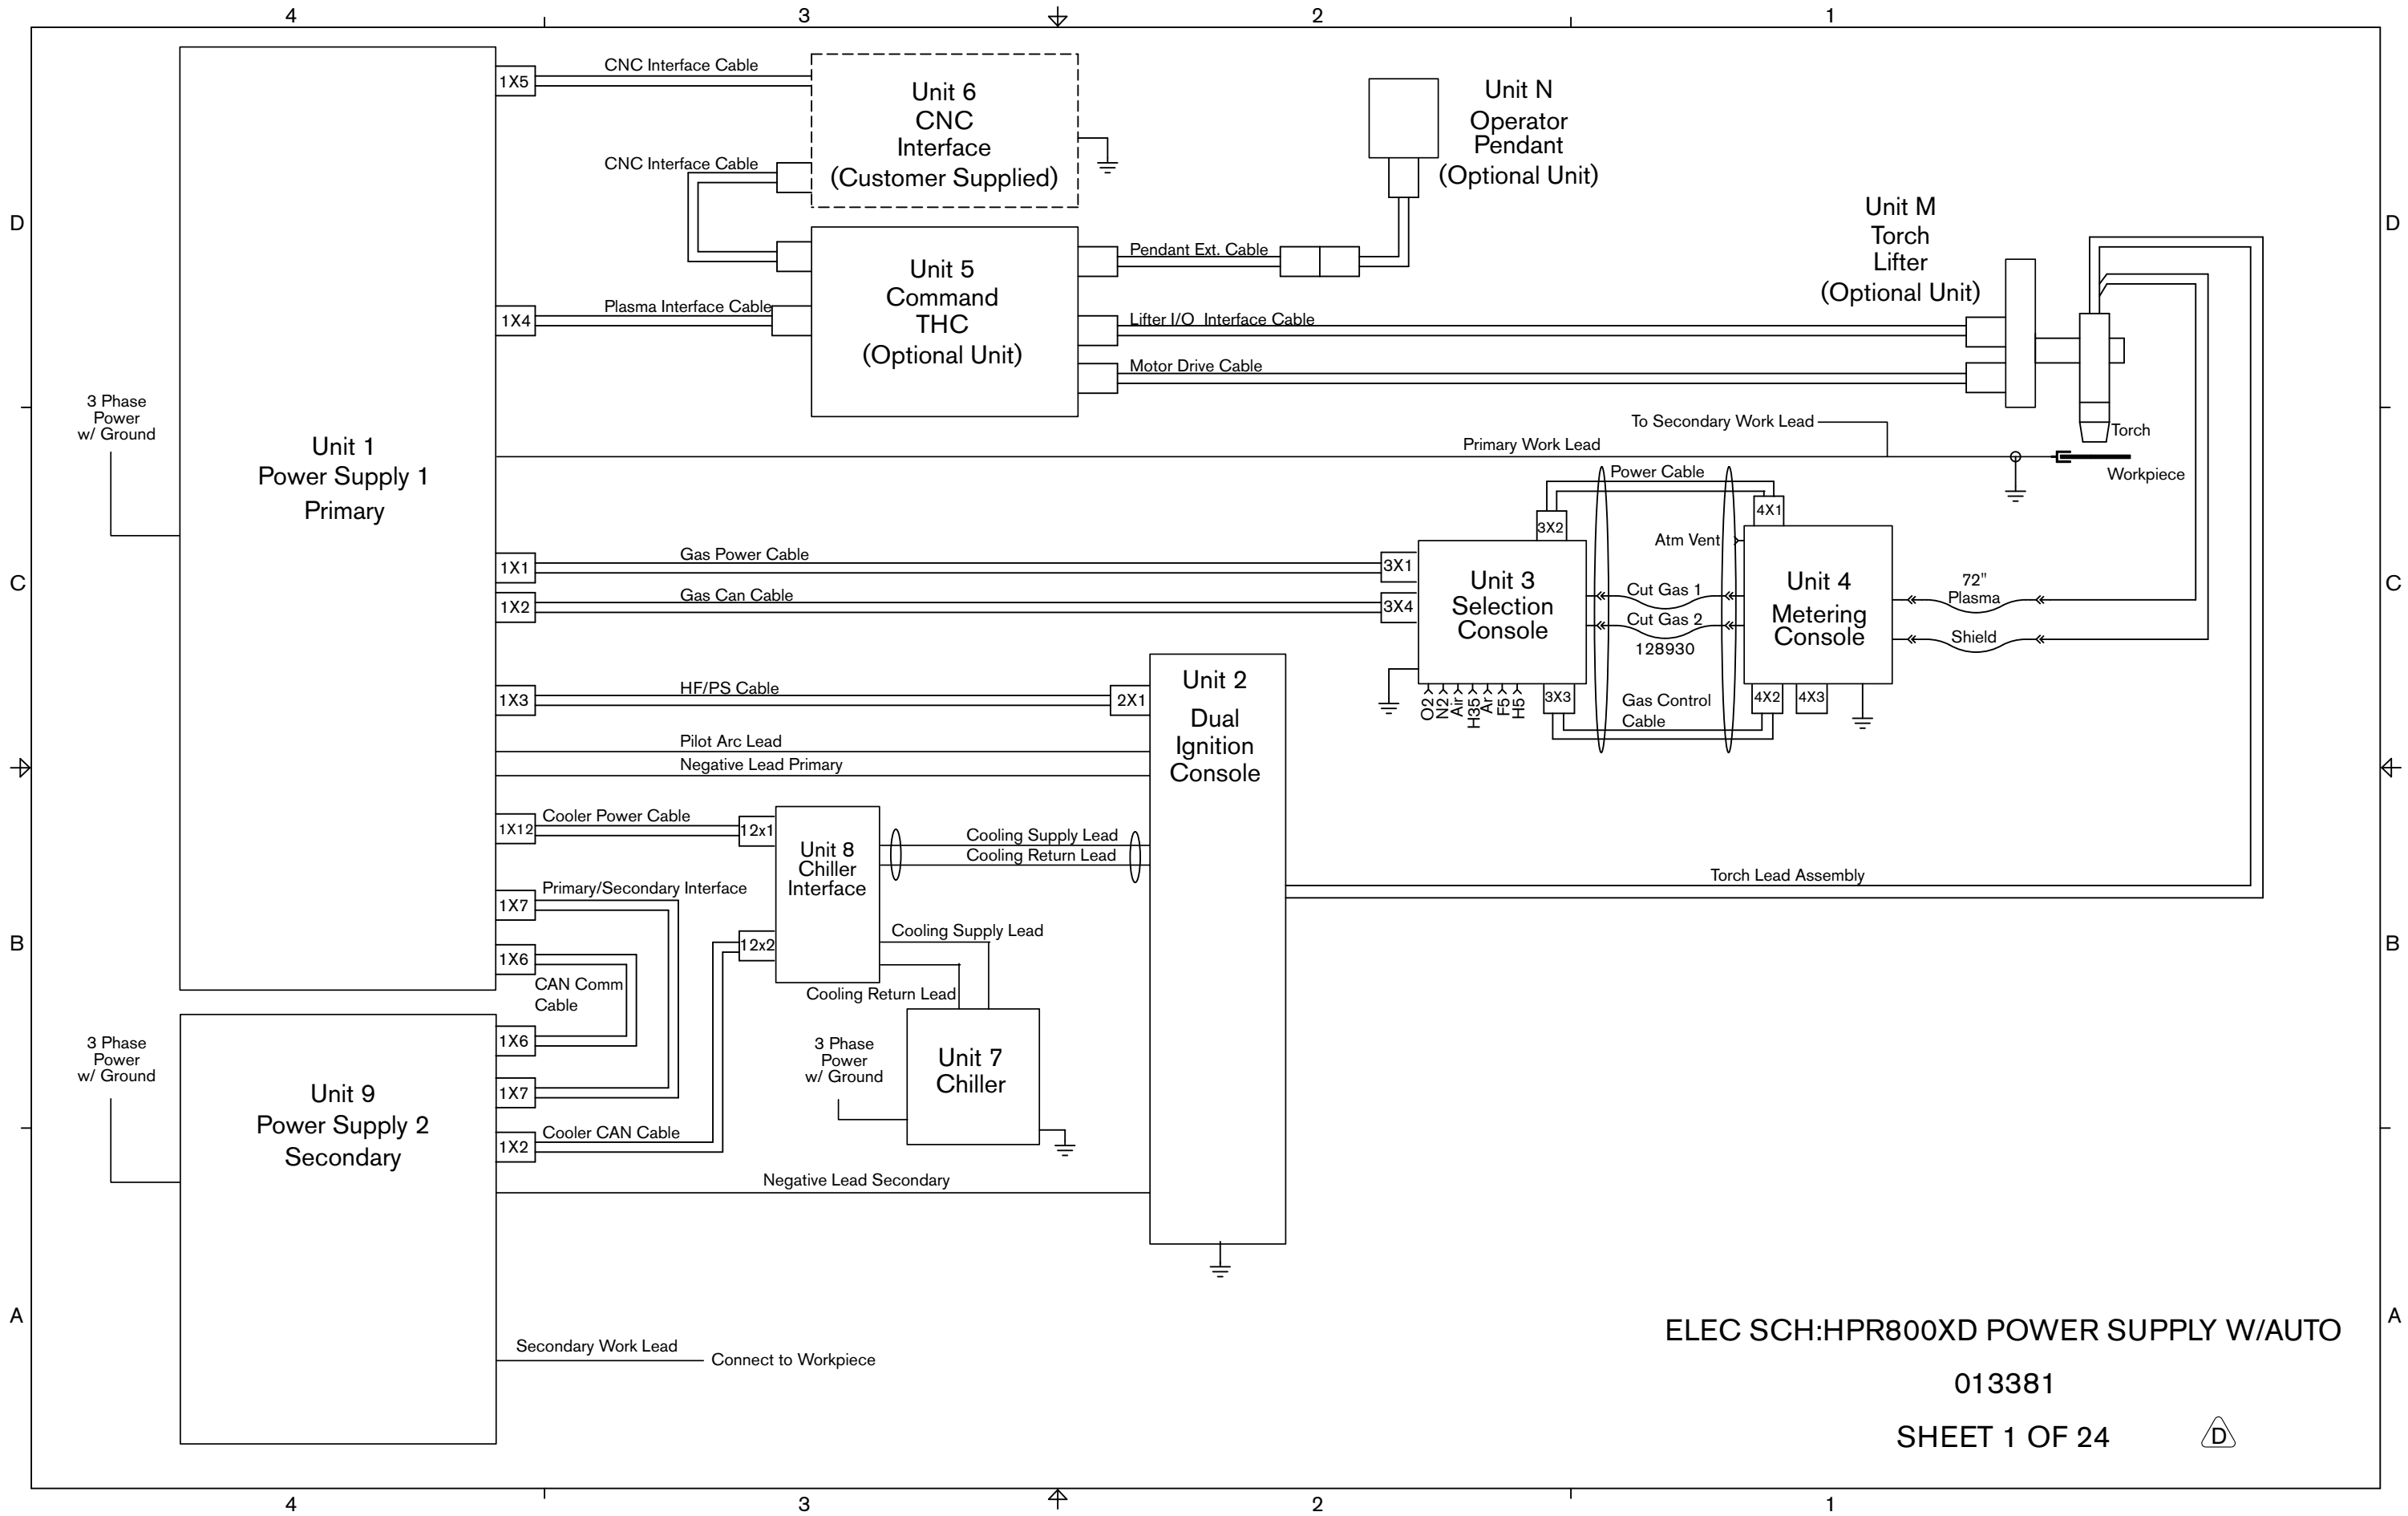 4 3 2 1
1X5
CNC Interface Cable
Unit 6
CNC
Interface
(Customer Supplied)
CNC Interface Cable
Unit N
Operator
Pendant
(Optional Unit)
D
D
Unit M
Torch
Lifter
(Optional Unit)
Unit 5
Command
THC
(Optional Unit)
Pendant Ext. Cable
1X4
Plasma Interface Cable
Lifter I/O Interface Cable
Motor Drive Cable
3 Phase
Power
w/ Ground
Unit 1
Power Supply 1
Primary
To Secondary Work Lead
Primary Work Lead
Torch
Workpiece
Power Cable
3X2
4X1
Atm Vent
1X1
Gas Power Cable
3X1
1X2
Gas Can Cable
3X4
C
C
Unit 3
Selection
Console
Cut Gas 1
Cut Gas 2
128930
Unit 4
Metering
Console
72"
Plasma
Shield
O2
N2
Air
H35
Ar
F5
H5
3X3
Gas Control
Cable
4X2
4X3
1X3
HF/PS Cable
2X1
Unit 2
Dual
Ignition
Console
Pilot Arc Lead
Negative Lead Primary
1X12
Cooler Power Cable
12x1
Unit 8
Chiller
Interface
Cooling Supply Lead
Cooling Return Lead
Torch Lead Assembly
1X7
Primary/Secondary Interface
B
B
12x2
Cooling Supply Lead
1X6
CAN Comm
Cable
Cooling Return Lead
1X6
3 Phase
Power
w/ Ground
3 Phase
Power
w/ Ground
Unit 7
Chiller
1X7
Unit 9
Power Supply 2
Secondary
1X2
Cooler CAN Cable
Negative Lead Secondary
A
A
Secondary Work Lead
Connect to Workpiece
ELEC SCH:HPR800XD POWER SUPPLY W/AUTO
013381
SHEET 1 OF 24
D
4 3 2 1